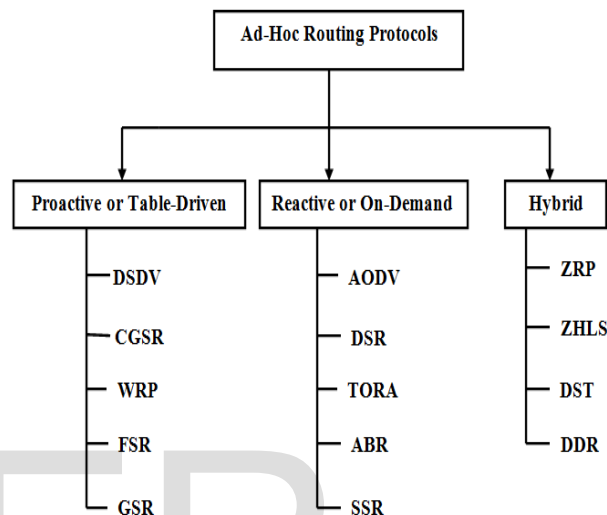 Ad-Hoc Routing Protocols
Proactive or Table-Driven
DSDV
CGSR
WRP
FSR
GSR
Reactive or On-Demand
AODV
DSR
TORA
ABR
SSR
Hybrid
ZRP
ZHLS
DST
DDR